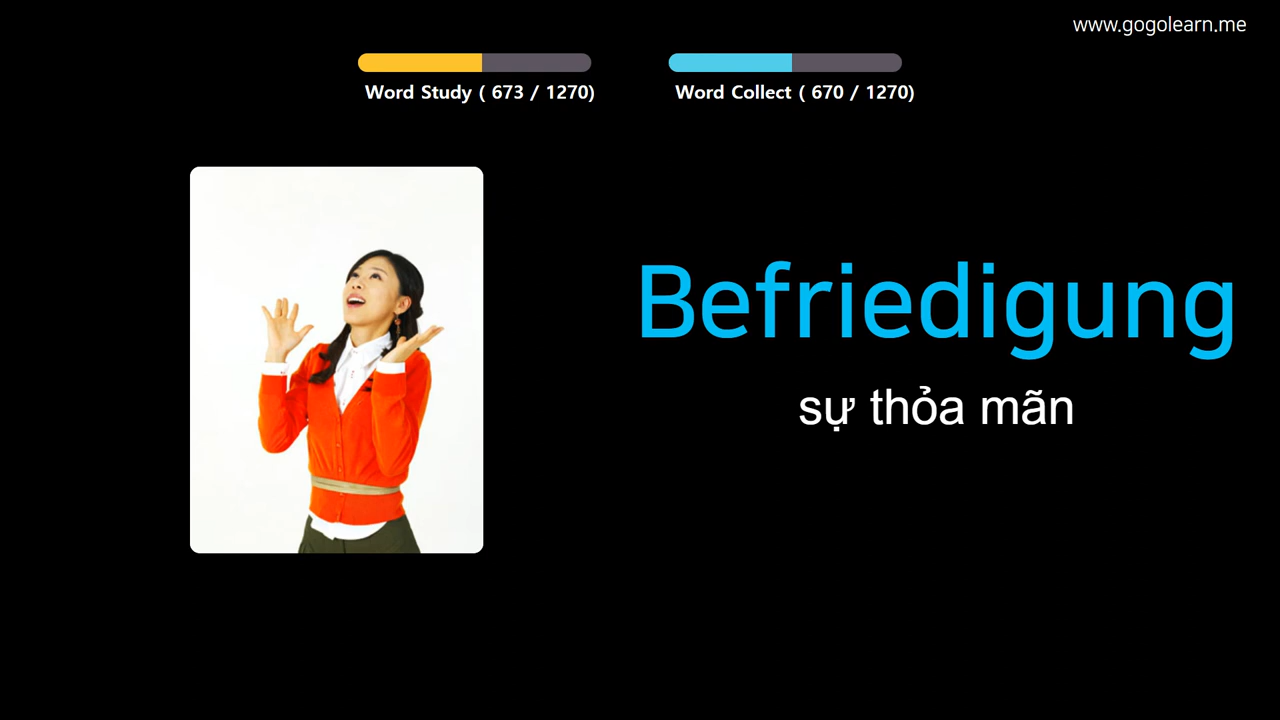 www.gogolearn.me
Word Study ( 673 / 1270)
Word Collect ( 670 / 1270)
Befriedigung
sự thỏa mãn